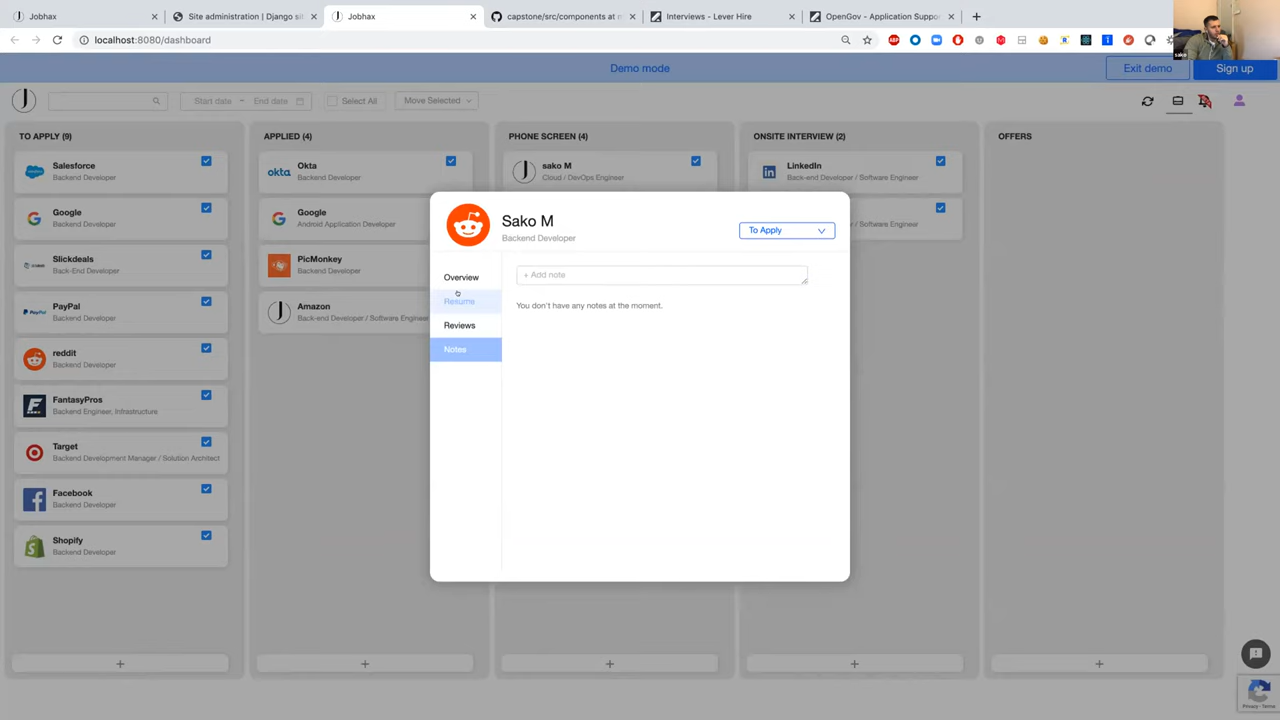 Jobhax
Site administration | Django sit
Jobhax
capstone/src/components at m
Interviews - Lever Hire
OpenGov - Application Suppo
localhost:8080/dashboard
sako
Demo mode
Exit demo
Sign up
Start date ~ End date
Select All
Move Selected
TO APPLY (9)
APPLIED (4)
PHONE SCREEN (4)
ONSITE INTERVIEW (2)
OFFERS
Salesforce
Backend Developer
Google
Backend Developer
Slickdeals
Back-End Developer
PayPal
Backend Developer
reddit
Backend Developer
FantasyPros
Backend Engineer, Infrastructure
Target
Backend Development Manager / Solution Architect
Facebook
Backend Developer
Shopify
Backend Developer
Okta
Backend Developer
Google
Android Application Developer
PicMonkey
Backend Developer
Amazon
Back-end Developer / Software Engineer
sako M
Cloud / DevOps Engineer
LinkedIn
Back-end Developer / Software Engineer
/ Software Engineer
Sako M
Backend Developer
To Apply
Overview
Resume
Reviews
Notes
+ Add note
You don't have any notes at the moment.
Privacy - Terms